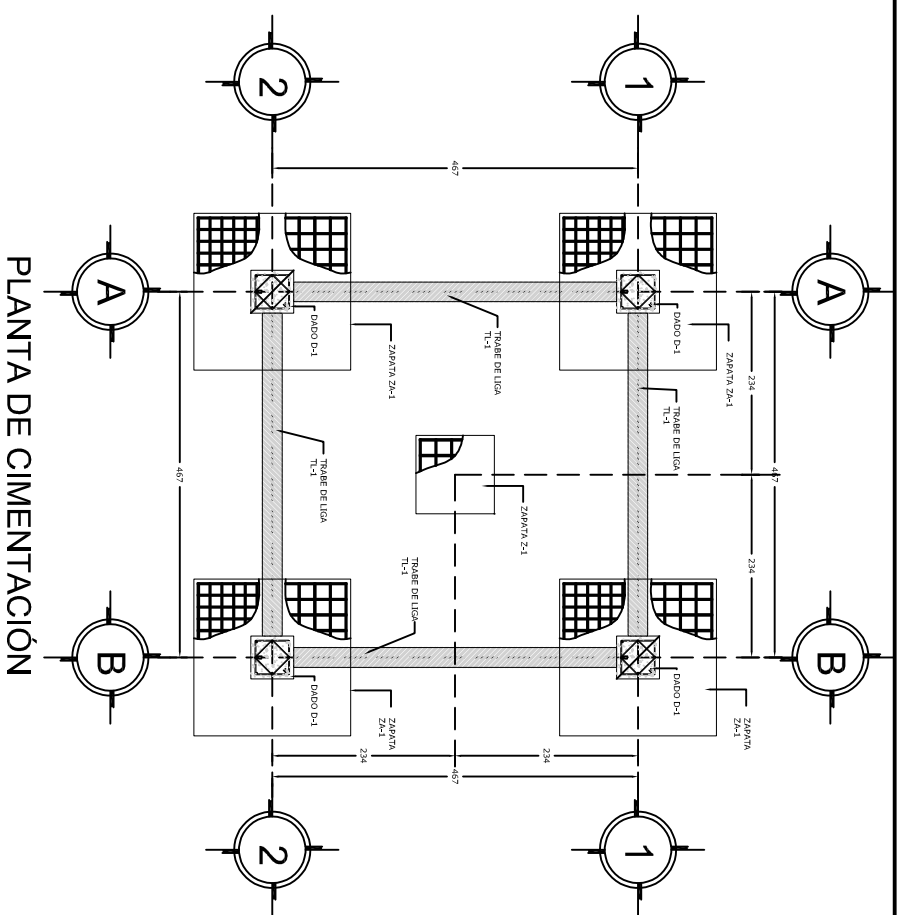 A
B
467
234
234
ZAPATA ZA-1
ZAPATA
ZA-1
DADO D-1
TRABE DE LIGA
TL-1
DADO D-1
1
1
234
ZAPATA Z-1
TRABE DE LIGA
TL-1
467
467
TRABE DE LIGA
TL-1
ZAPATA ZA-1
ZAPATA
ZA-1
234
DADO D-1
TRABE DE LIGA
TL-1
DADO D-1
2
2
467
A
B
PLANTA DE CIMENTACIÓN